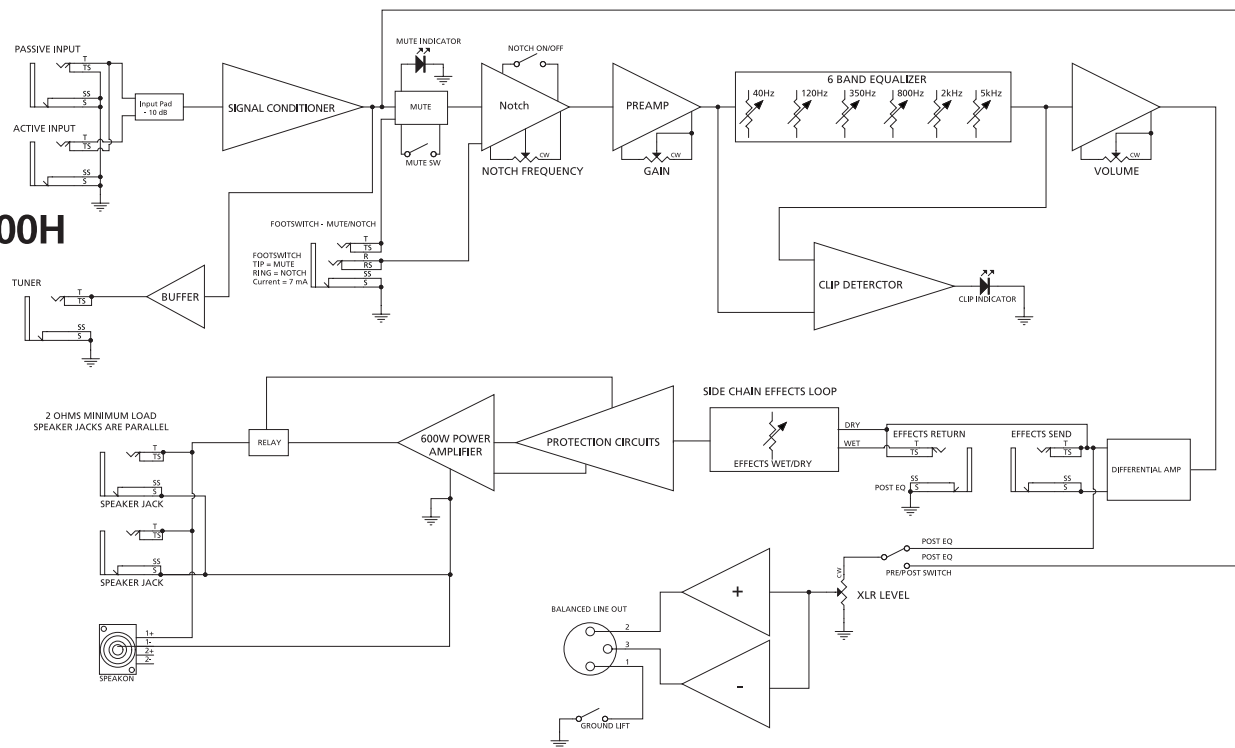 PASSIVE INPUT
T
TS
SS
S
ACTIVE INPUT
T
TS
SS
S
Input Pad
- 10 dB
SIGNAL CONDITIONER
MUTE INDICATOR
MUTE
MUTE SW
NOTCH ON/OFF
Notch
CW
NOTCH FREQUENCY
PREAMP
CW
GAIN
6 BAND EQUALIZER
40Hz 120Hz 350Hz 800Hz 2kHz 5kHz
CW
VOLUME
00H
FOOTSWITCH - MUTE/NOTCH
FOOTSWITCH
TIP = MUTE
RING = NOTCH
Current = 7 mA
T
TS
R
RS
SS
S
TUNER
T
TS
SS
S
BUFFER
CLIP DETERCTOR
CLIP INDICATOR
2 OHMS MINIMUM LOAD
SPEAKER JACKS ARE PARALLEL
T
TS
SS
S
SPEAKER JACK
T
TS
SS
S
SPEAKER JACK
RELAY
600W POWER
AMPLIFIER
PROTECTION CIRCUITS
SIDE CHAIN EFFECTS LOOP
EFFECTS WET/DRY
DRY
WET
EFFECTS RETURN
T
TS
SS
S
POST EQ
EFFECTS SEND
T
TS
SS
S
DIFFERENTIAL AMP
POST EQ
POST EQ
PRE/POST SWITCH
CW
XLR LEVEL
+
-
BALANCED LINE OUT
2
3
1
GROUND LIFT
1+
1-
2+
2-
SPEAKON